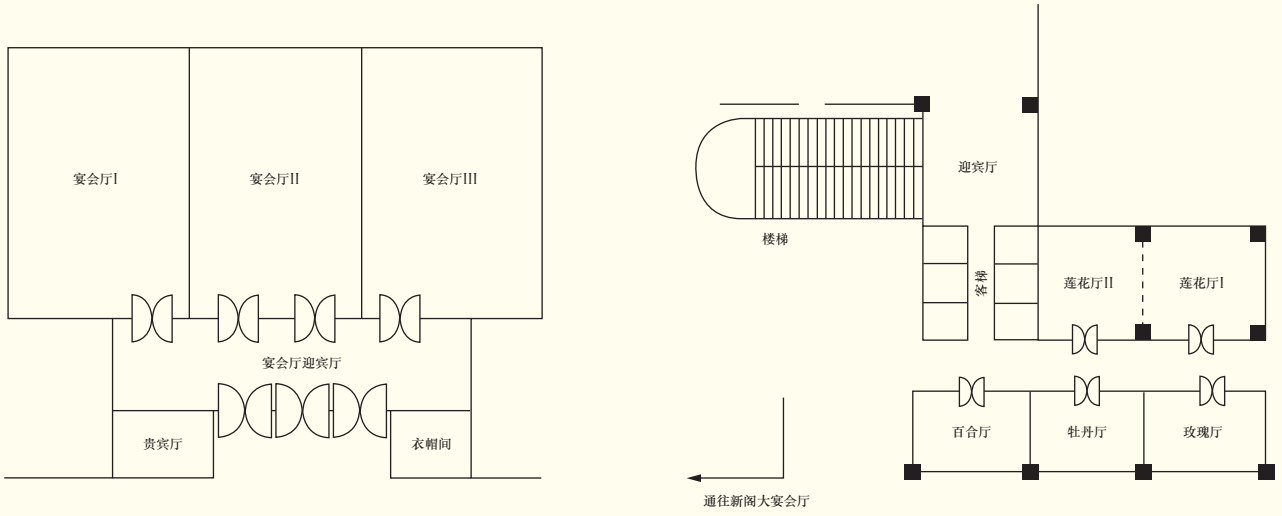 宴会厅I
宴会厅II
宴会厅III
宴会厅迎宾厅
贵宾厅
衣帽间
迎宾厅
楼梯
客梯
莲花厅II
莲花厅I
百合厅
牡丹厅
玫瑰厅
通往新阁大宴会厅